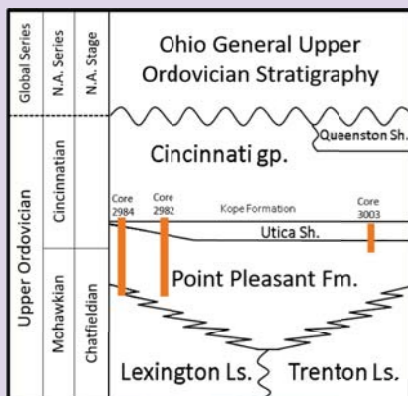 Global Series
N.A. Series
N.A. Stage
Ohio General Upper
Ordovician Stratigraphy
Upper Ordovician
Cincinnatian
Mohawkian
Chatfieldian
Queenston Sh.
Cincinnati gp.
Core
2984
Core
2982
Kope Formation
Core
3003
Utica Sh.
Point Pleasant Fm.
Lexington Ls.
Trenton Ls.